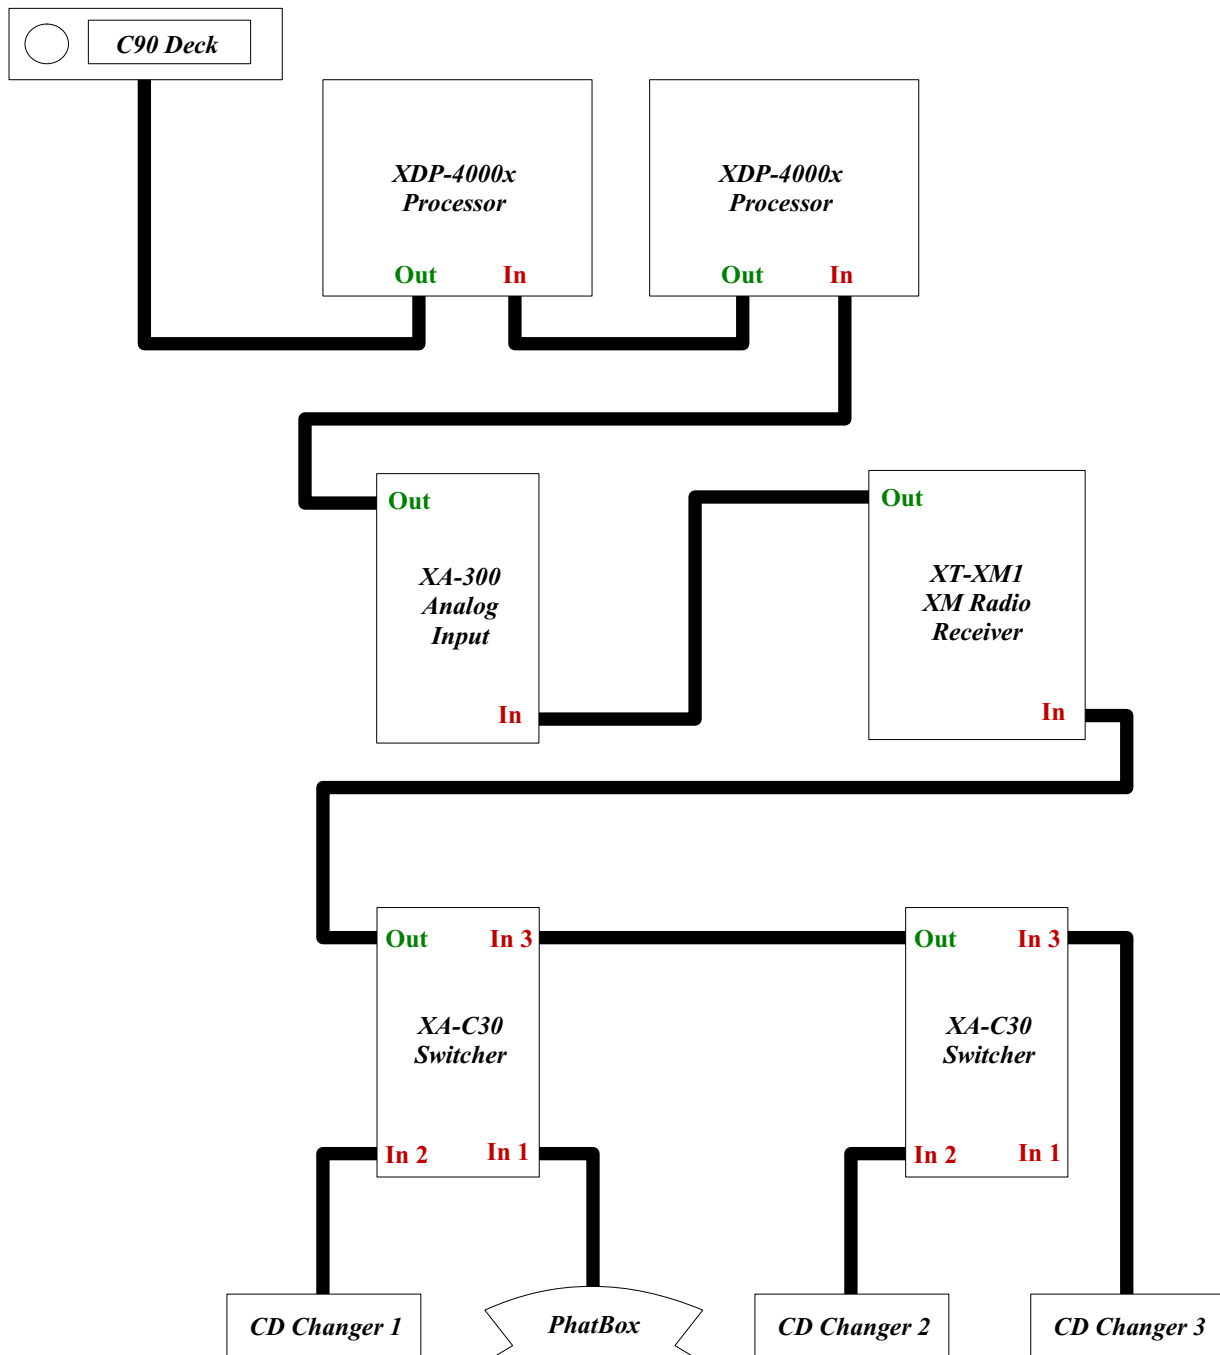 C90 Deck
XDP-4000x
Processor
Out
In
XDP-4000x
Processor
Out
In
Out
XA-300
Analog
Input
In
Out
XT-XM1
XM Radio
Receiver
In
Out
In 3
XA-C30
Switcher
In 2
In 1
Out
In 3
XA-C30
Switcher
In 2
In 1
CD Changer 1
PhatBox
CD Changer 2
CD Changer 3